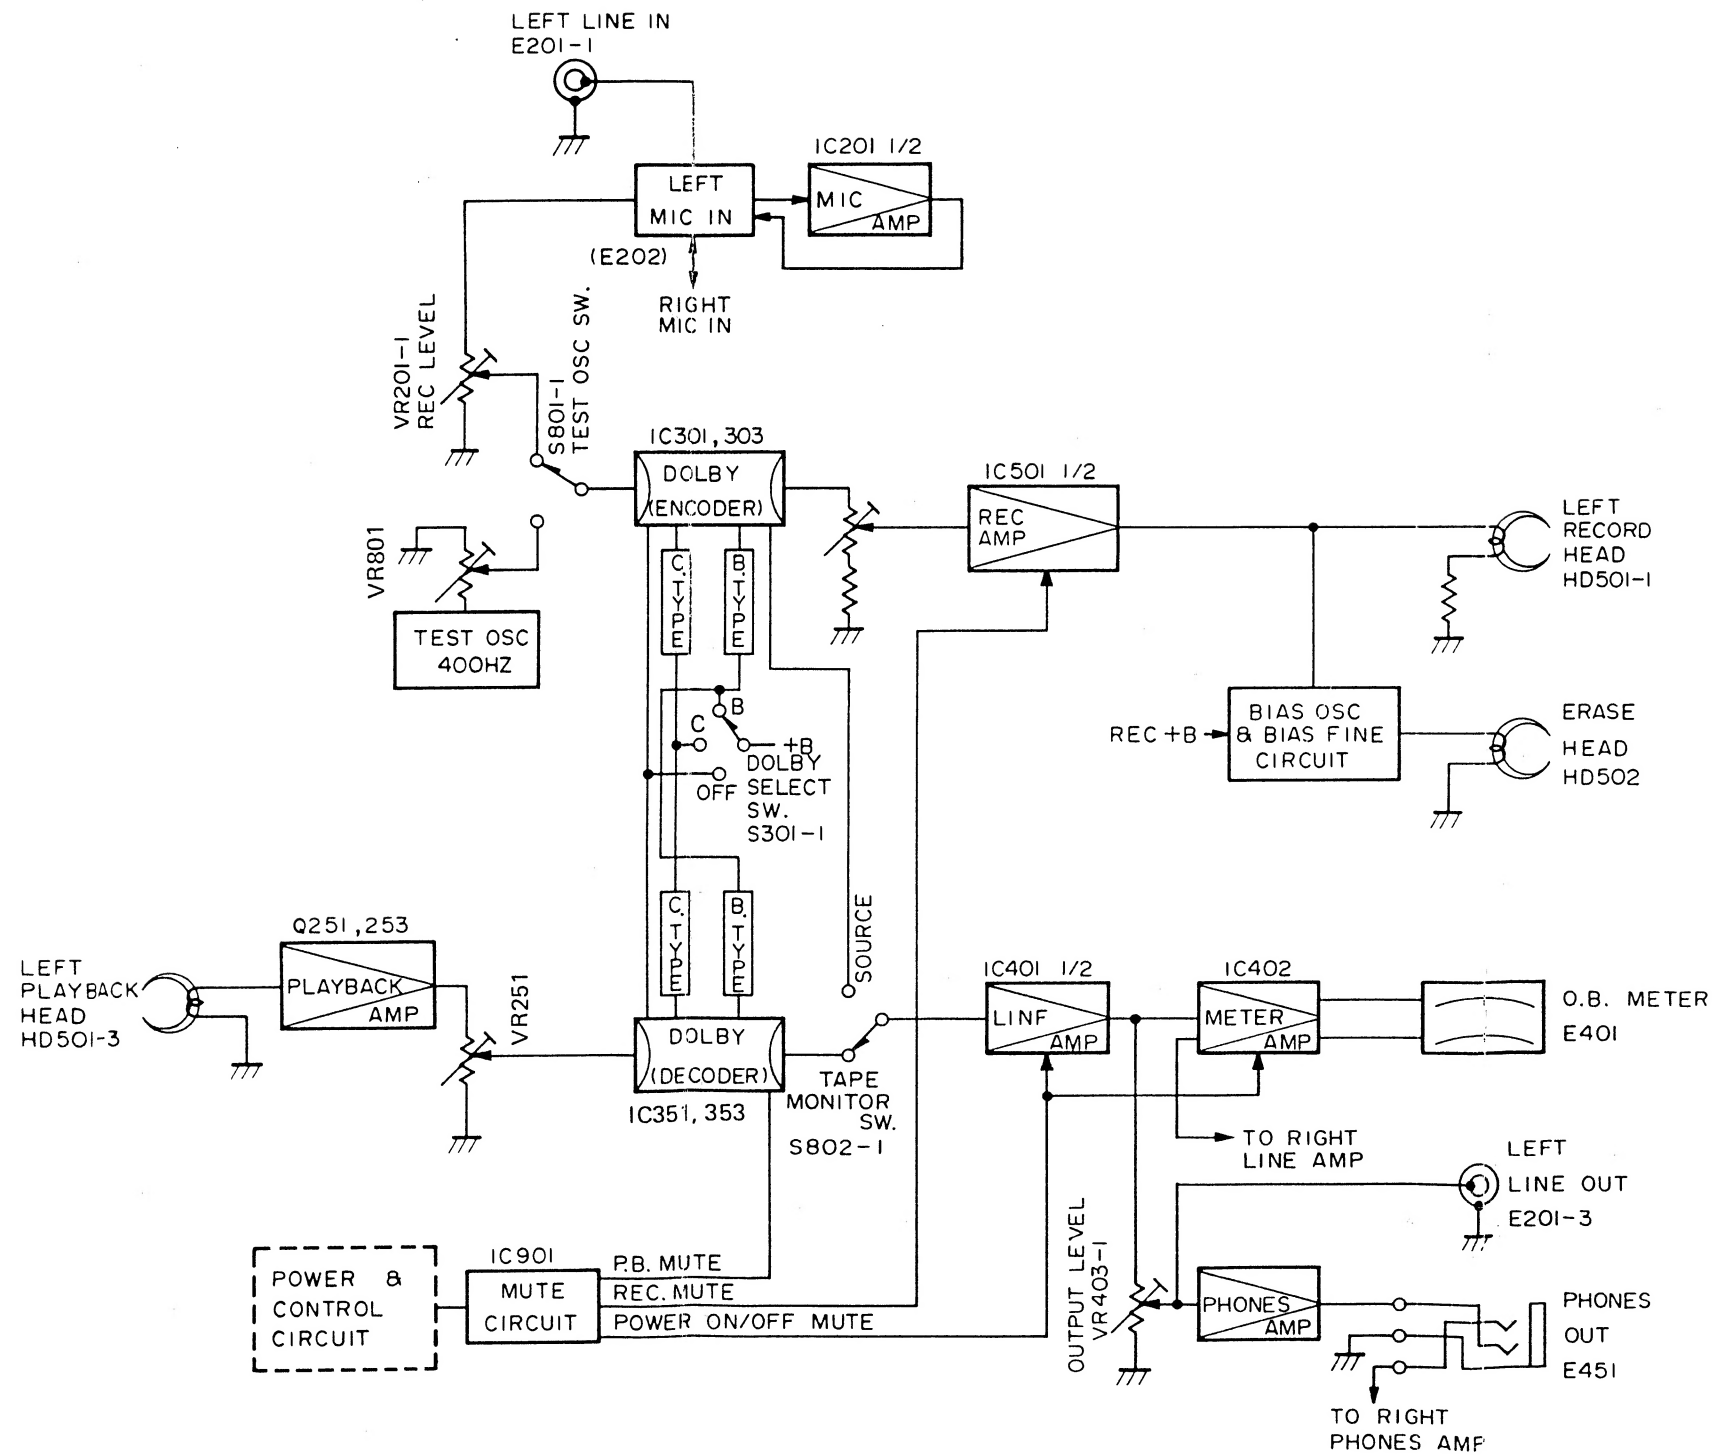 LEFT LINE IN
E201-1
IC201 1/2
LEFT
MIC IN
MIC
AMP
(E202)
RIGHT
MIC IN
VR201-1
REC LEVEL
S801-1
TEST OSC SW.
IC301, 303
DOLBY
(ENCODER)
IC501 1/2
REC
AMP
LEFT
RECORD
HEAD
HD501-1
VR801
TEST OSC
400HZ
C. TYPE
B. TYPE
B
C
+B
OFF
DOLBY
SELECT
SW.
S301-1
REC +B
BIAS OSC
& BIAS FINE
CIRCUIT
ERASE
HEAD
HD502
C. TYPE
B. TYPE
SOURCE
Q251, 253
LEFT
PLAYBACK
HEAD
HD501-3
PLAYBACK
AMP
VR251
DOLBY
(DECODER)
IC351, 353
TAPE
MONITOR
SW.
S802-1
IC401 1/2
LINF
AMP
IC402
METER
AMP
O.B. METER
E401
TO RIGHT
LINE AMP
LEFT
LINE OUT
E201-3
POWER &
CONTROL
CIRCUIT
IC901
MUTE
CIRCUIT
P.B. MUTE
REC. MUTE
POWER ON/OFF MUTE
OUTPUT LEVEL
VR403-1
PHONES
AMP
PHONES
OUT
E451
TO RIGHT
PHONES AMP